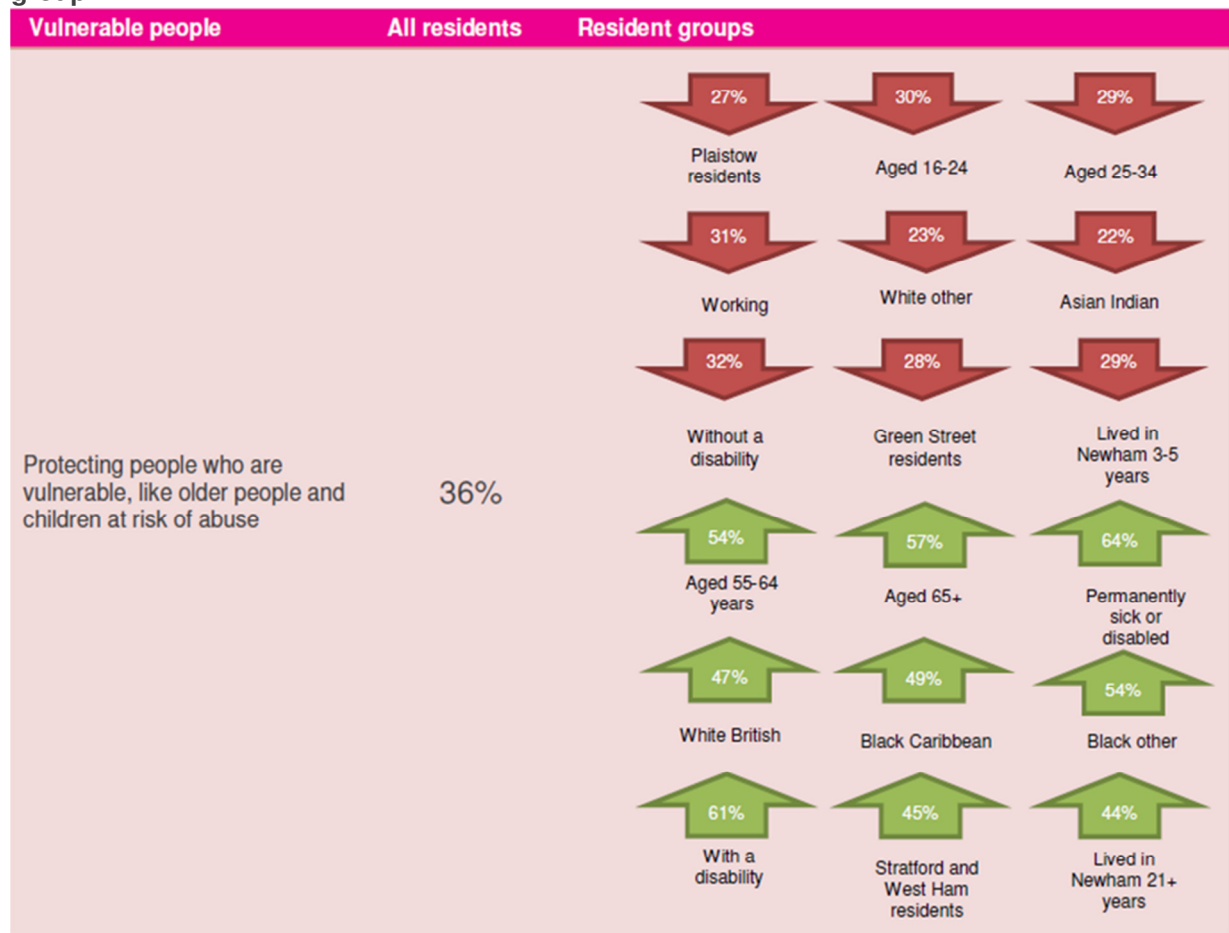 group
Vulnerable people All residents Resident groups
27% 30% 29%
Plaistow
residents
Aged 16-24
Aged 25-34
31% 23% 22%
Working
White other
Asian Indian
32% 28% 29%
Without a
disability
Green Street
residents
Lived in
Newham 3-5
years
Protecting people who are
vulnerable, like older people and
children at risk of abuse
36%
54% 57% 64%
Aged 55-64
years
Aged 65+
Permanently
sick or
disabled
47% 49% 54%
White British
Black Caribbean
Black other
61% 45% 44%
With a
disability
Stratford and
West Ham
residents
Lived in
Newham 21+
years